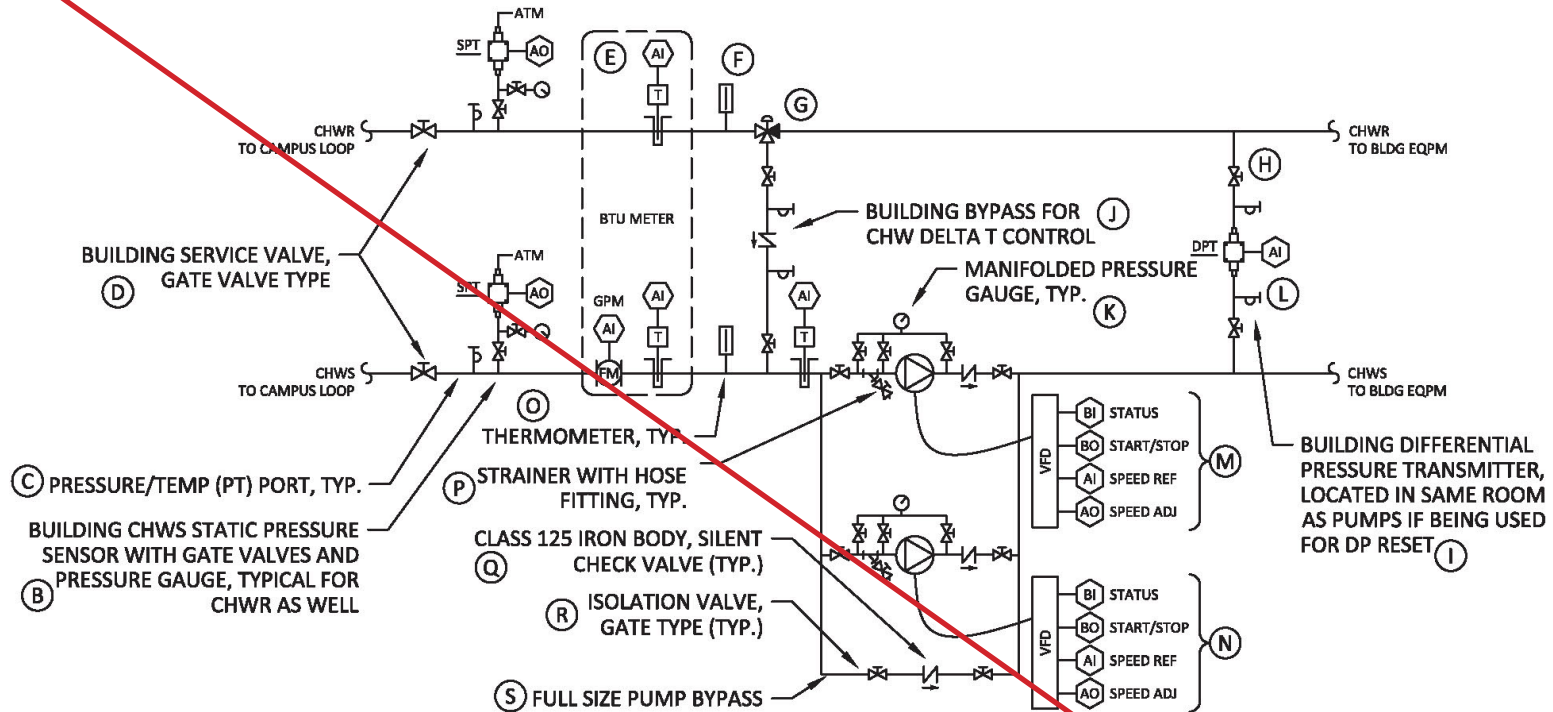 ATM
SPT
AO
E
AI
T
F
G
CHWR
TO CAMPUS LOOP
CHWR
TO BLDG EQPM
H
BTU METER
BUILDING BYPASS FOR
CHW DELTA T CONTROL
J
DPT
AI
BUILDING SERVICE VALVE,
GATE VALVE TYPE
D
ATM
SPT
AO
GPM
AI
FM
AI
T
AI
T
MANIFOLDED PRESSURE
GAUGE, TYP.
K
L
CHWS
TO CAMPUS LOOP
CHWS
TO BLDG EQPM
O
THERMOMETER, TYP.
C
PRESSURE/TEMP (PT) PORT, TYP.
P
STRAINER WITH HOSE
FITTING, TYP.
VFD
BI
STATUS
BO
START/STOP
AI
SPEED REF
AO
SPEED ADJ
M
BUILDING DIFFERENTIAL
PRESSURE TRANSMITTER,
LOCATED IN SAME ROOM
AS PUMPS IF BEING USED
FOR DP RESET
I
BUILDING CHWS STATIC PRESSURE
SENSOR WITH GATE VALVES AND
PRESSURE GAUGE, TYPICAL FOR
CHWR AS WELL
B
CLASS 125 IRON BODY, SILENT
CHECK VALVE (TYP.)
Q
R
ISOLATION VALVE,
GATE TYPE (TYP.)
VFD
BI
STATUS
BO
START/STOP
AI
SPEED REF
AO
SPEED ADJ
N
S
FULL SIZE PUMP BYPASS